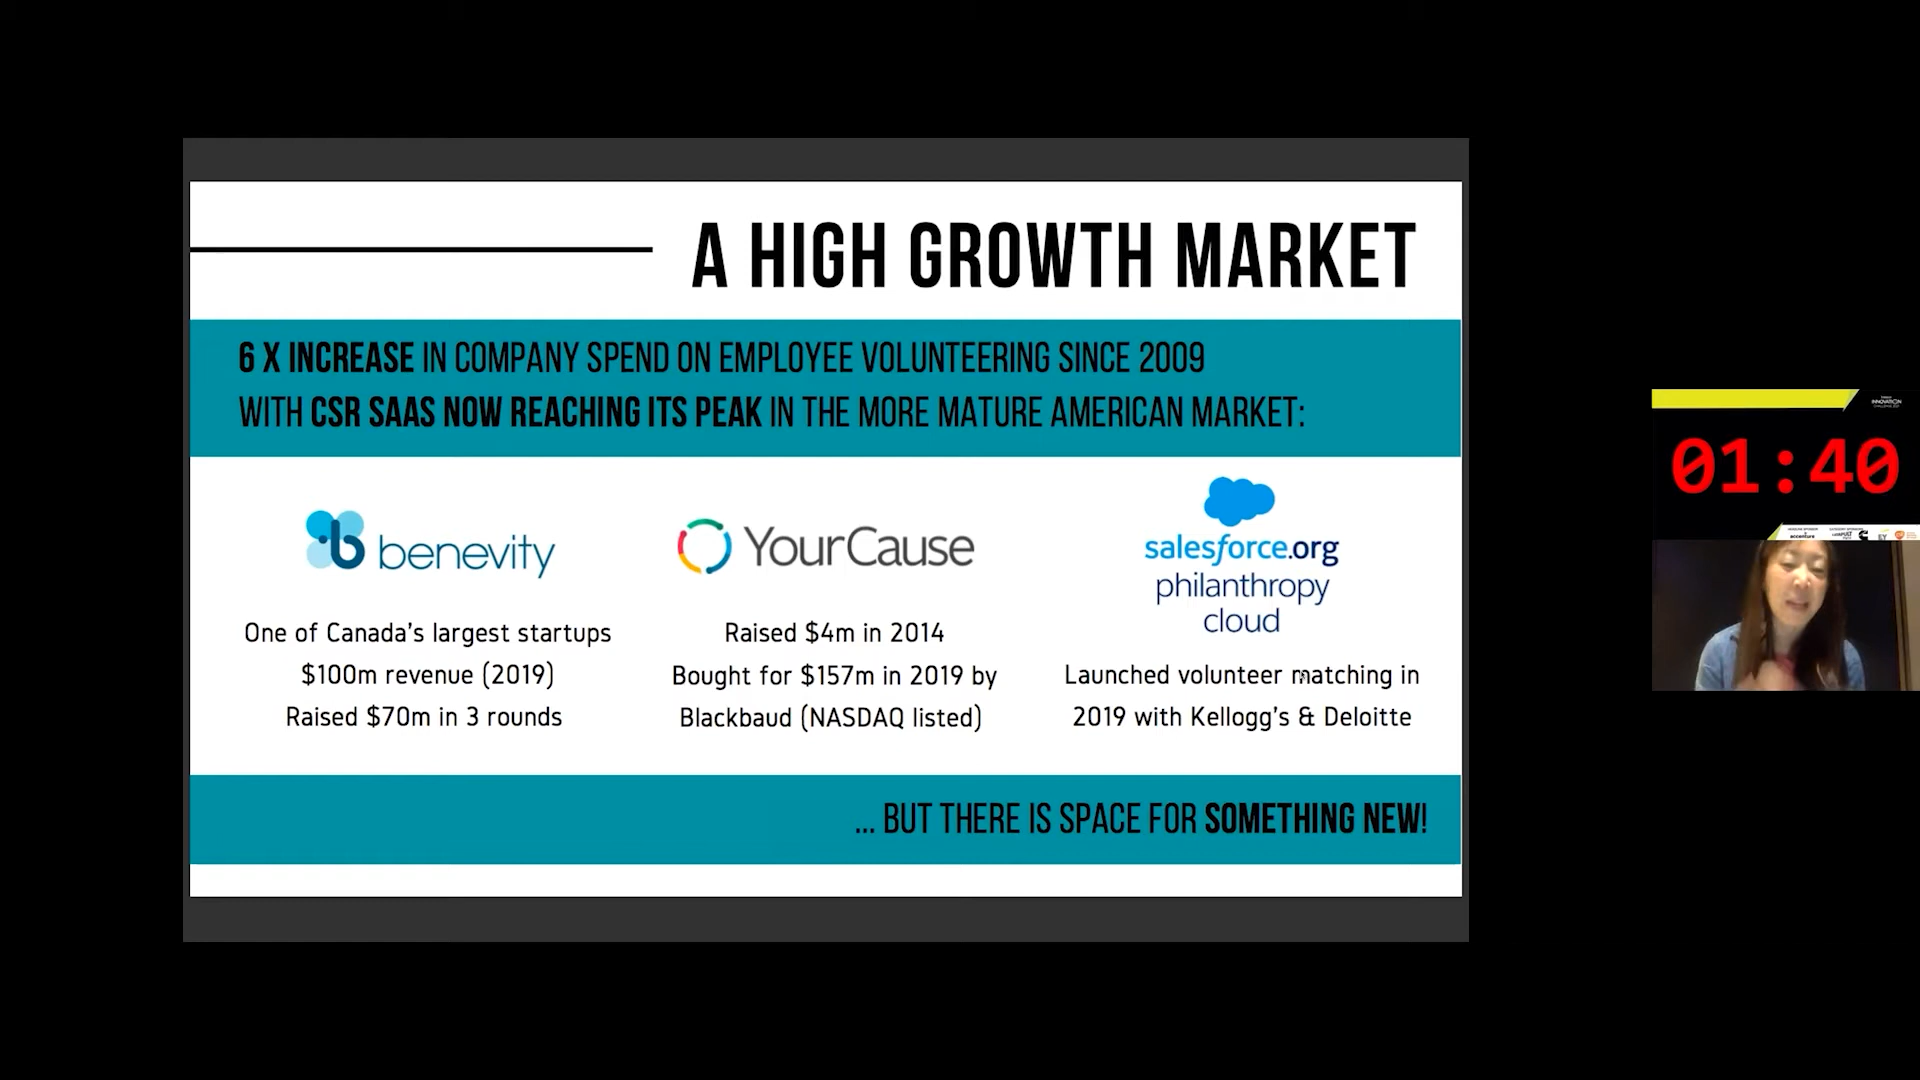 A HIGH GROWTH MARKET
6 X INCREASE IN COMPANY SPEND ON EMPLOYEE VOLUNTEERING SINCE 2009
WITH CSR SAAS NOW REACHING ITS PEAK IN THE MORE MATURE AMERICAN MARKET:
benevity
One of Canada's largest startups
$100m revenue (2019)
Raised $70m in 3 rounds
YourCause
Raised $4m in 2014
Bought for $157m in 2019 by
Blackbaud (NASDAQ listed)
salesforce.org
philanthropy
cloud
Launched volunteer matching in
2019 with Kellogg's & Deloitte
... BUT THERE IS SPACE FOR SOMETHING NEW!
INNOVATION
01:40
accenture
EY